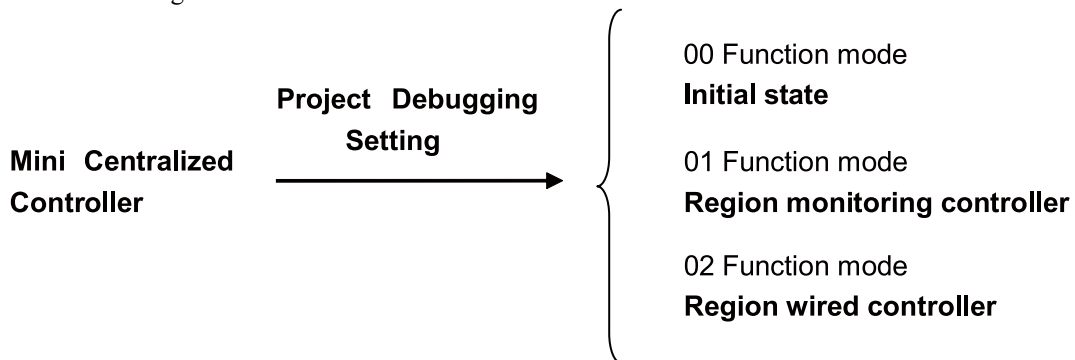 Mini Centralized
Controller
Project Debugging
Setting
00 Function mode
Initial state
01 Function mode
Region monitoring controller
02 Function mode
Region wired controller